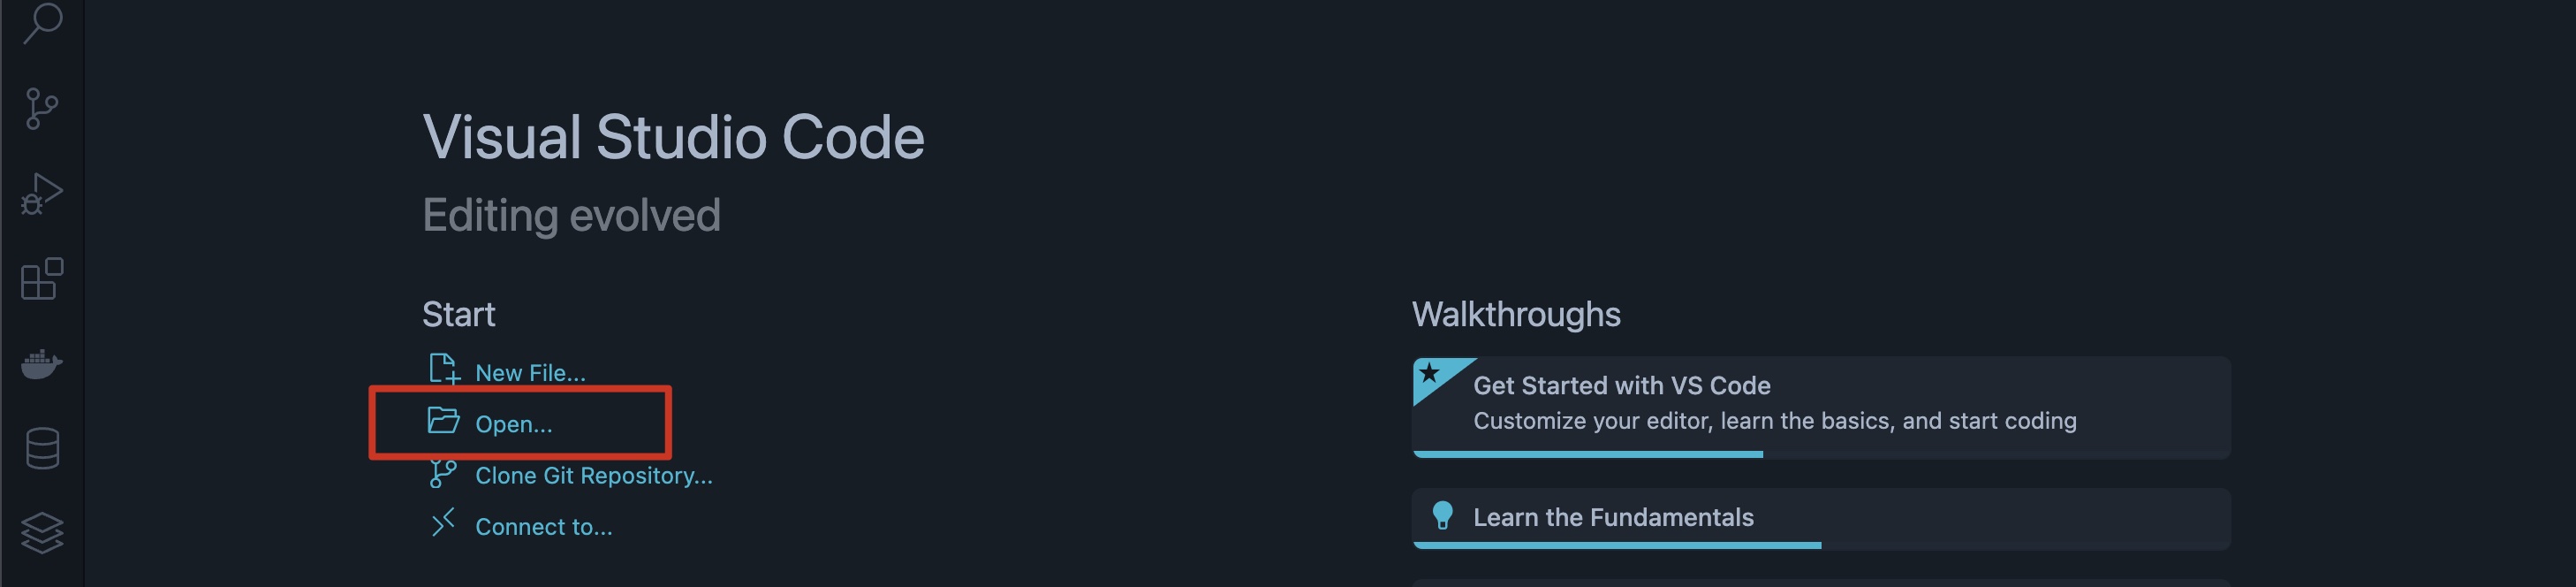 Visual Studio Code
Editing evolved
Start
New File...
Open...
Clone Git Repository...
Connect to...
Walkthroughs
Get Started with VS Code
Customize your editor, learn the basics, and start coding
Learn the Fundamentals